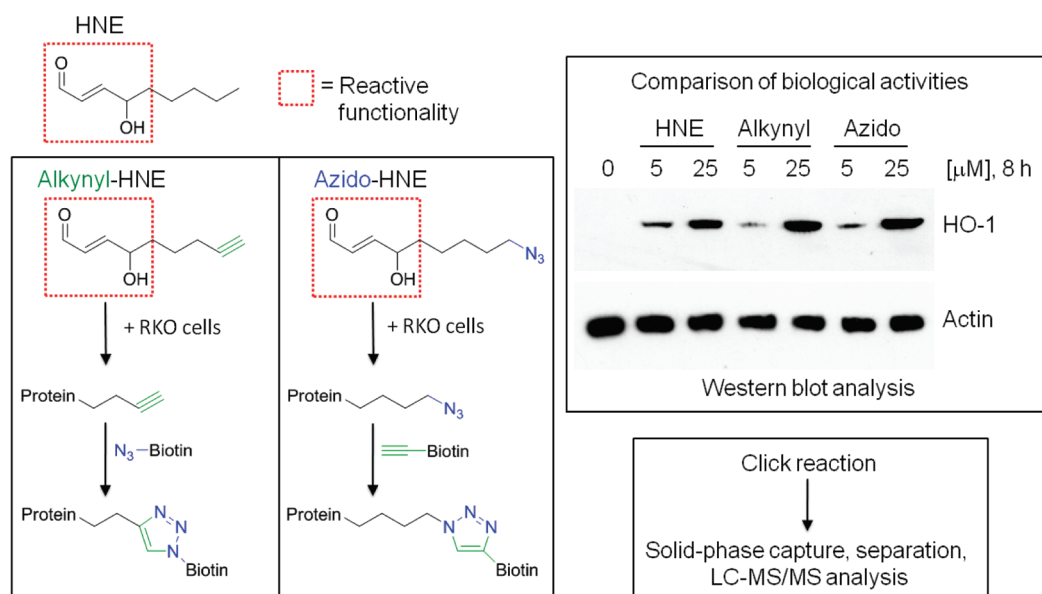 HNE
O
OH
= Reactive
functionality
Alkynyl-HNE
O
OH
+ RKO cells
Protein
N3-Biotin
Protein
N
N
N
Biotin
Azido-HNE
O
N3
OH
+ RKO cells
Protein
N3
Biotin
Protein
N
N
N
Biotin
Comparison of biological activities
HNE Alkynyl Azido
0 5 25 5 25 5 25 [μM], 8 h
HO-1
Actin
Western blot analysis
Click reaction
Solid-phase capture, separation,
LC-MS/MS analysis